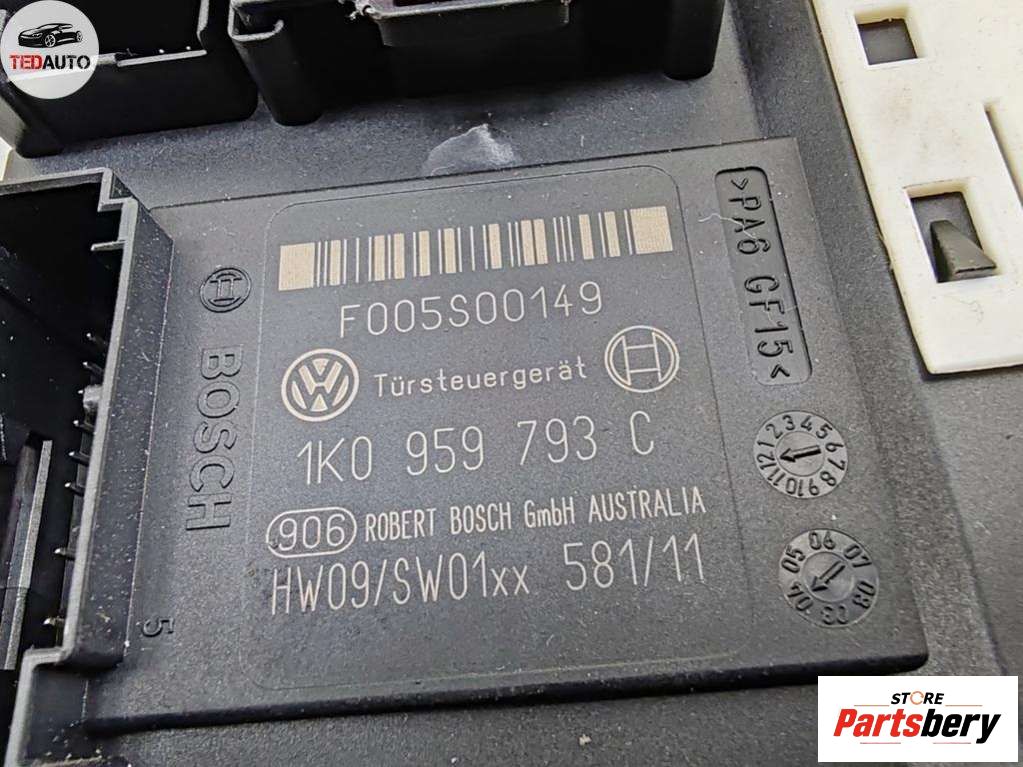 TEDAUTO
F005S00149
Türsteuergerät
1K0 959 793 C
906 ROBERT BOSCH GmbH AUSTRALIA
HW09/SW01xx 581/11
BOSCH
5
>PA6 GF15<
1 2 3 4 5 6 7 8 9 10 11 12
04 05 06 07 08
STORE
Partsbery